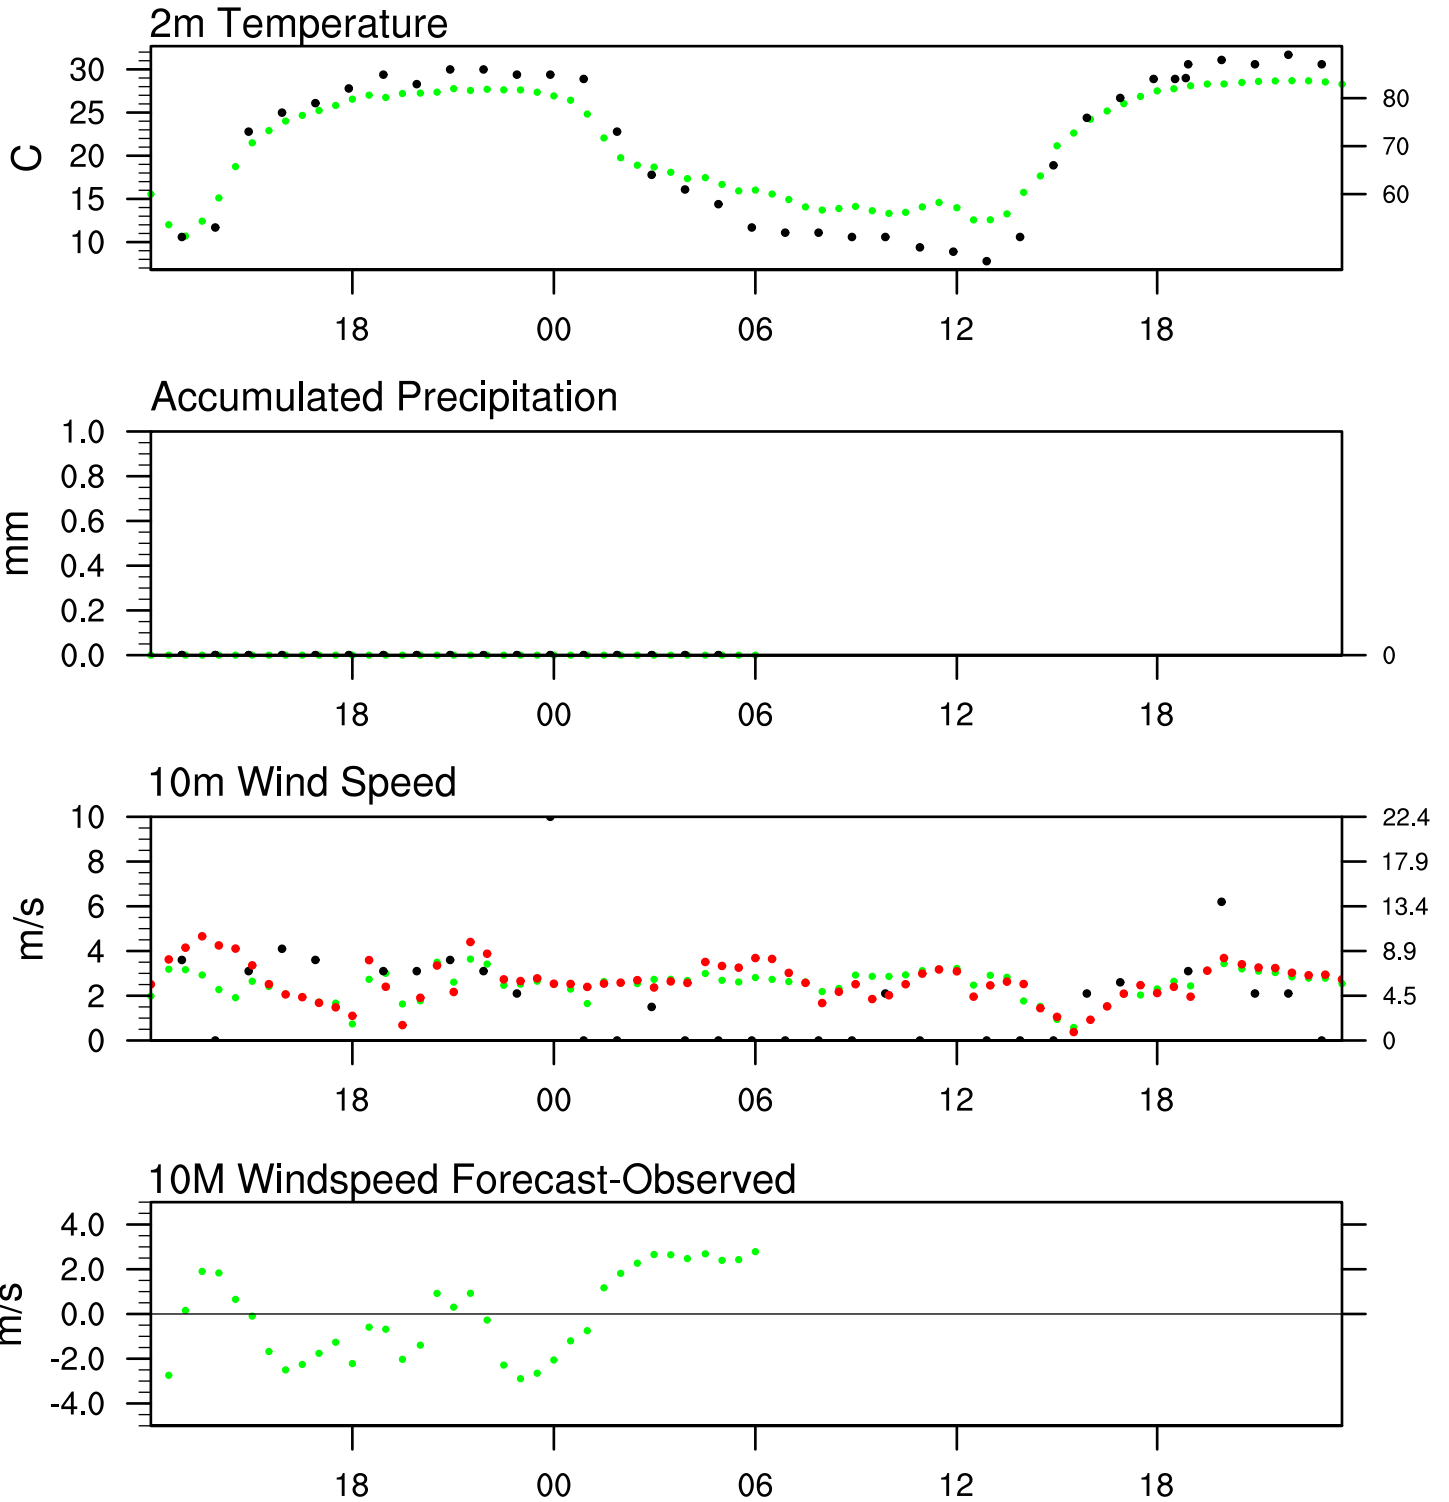 2m Temperature
C
30
25
20
15
10
80
70
60
18 00 06 12 18
Accumulated Precipitation
mm
1.0
0.8
0.6
0.4
0.2
0.0
0
18 00 06 12 18
10m Wind Speed
m/s
10
8
6
4
2
0
22.4
17.9
13.4
8.9
4.5
0
18 00 06 12 18
10M Windspeed Forecast-Observed
m/s
4.0
2.0
0.0
-2.0
-4.0
18 00 06 12 18